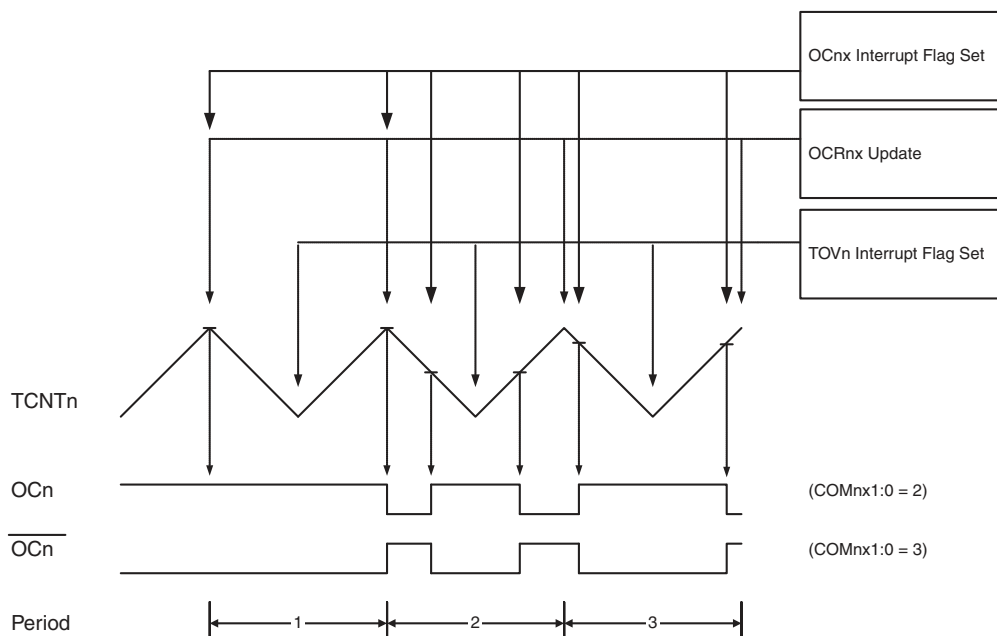 OCnx Interrupt Flag Set
OCRnx Update
TOVn Interrupt Flag Set
TCNTn
OCn
(COMnx1:0 = 2)
OCn
(COMnx1:0 = 3)
Period
1
2
3